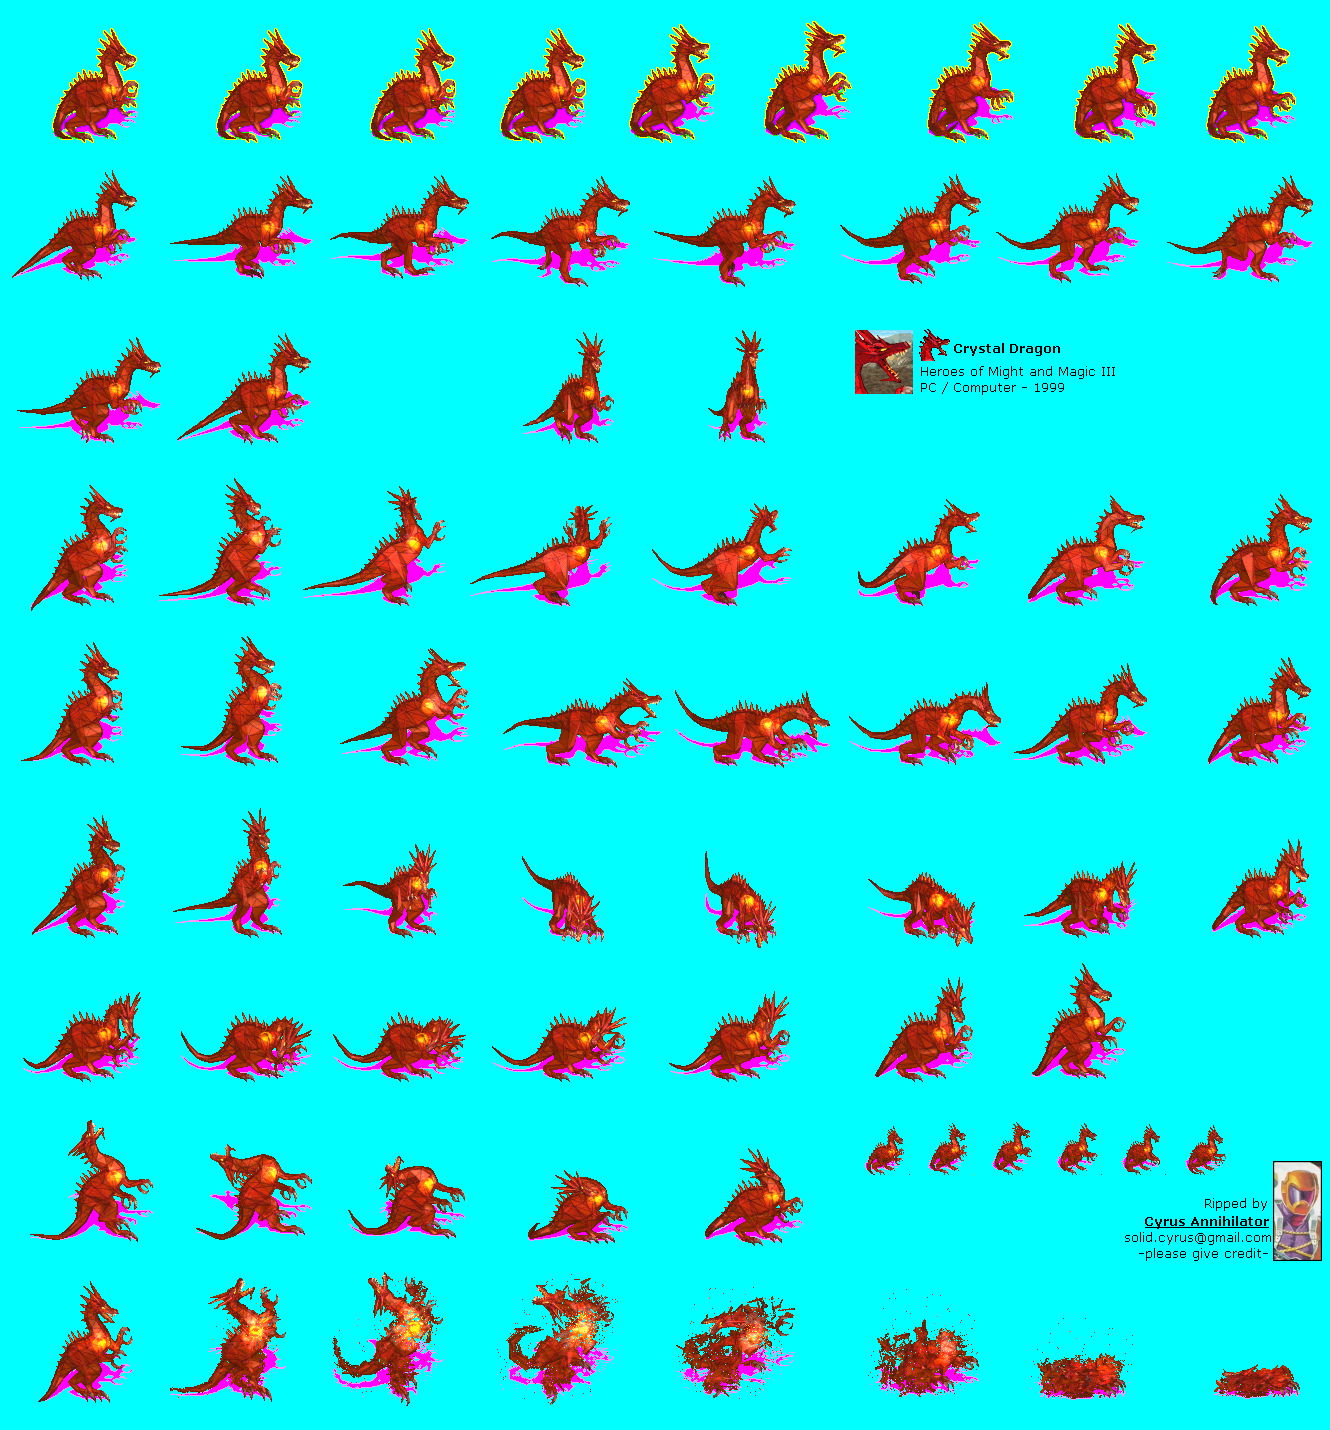 Crystal Dragon
Heroes of Might and Magic III
PC / Computer - 1999
Ripped by
Cyrus Annihilator
solid.cyrus@gmail.com
-please give credit-